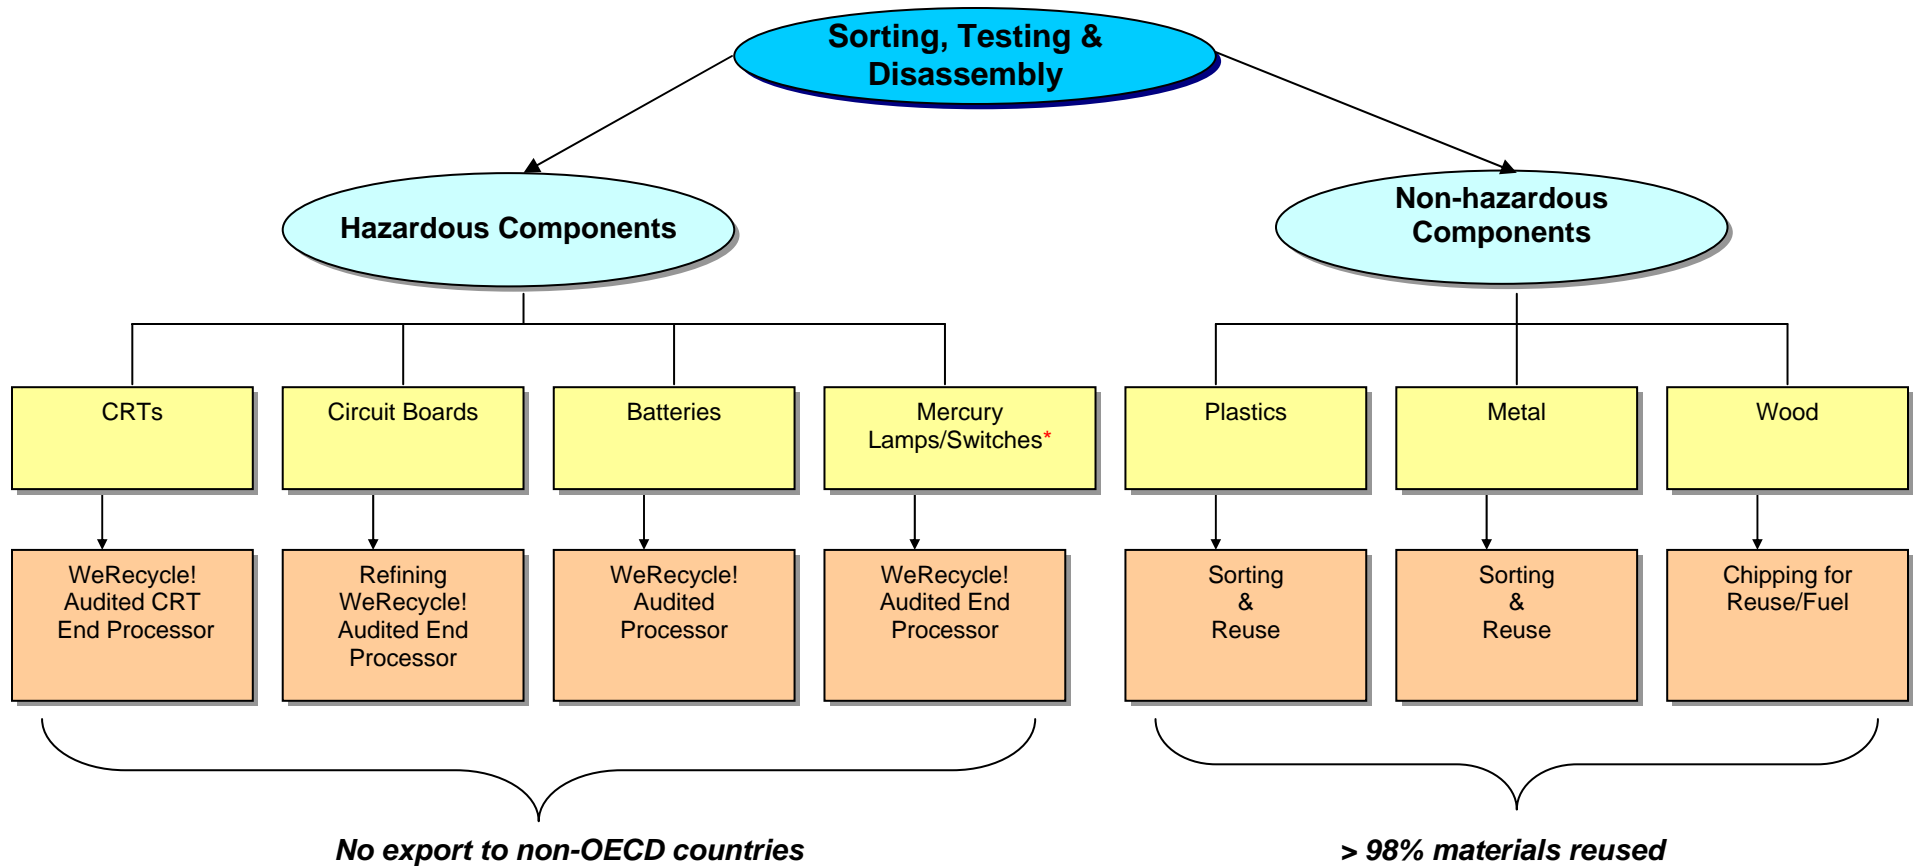 Sorting, Testing &
Disassembly
Hazardous Components
Non-hazardous
Components
CRTs
Circuit Boards
Batteries
Mercury
Lamps/Switches*
Plastics
Metal
Wood
WeRecycle!
Audited CRT
End Processor
Refining
WeRecycle!
Audited End
Processor
WeRecycle!
Audited
Processor
WeRecycle!
Audited End
Processor
Sorting
&
Reuse
Sorting
&
Reuse
Chipping for
Reuse/Fuel
No export to non-OECD countries
> 98% materials reused